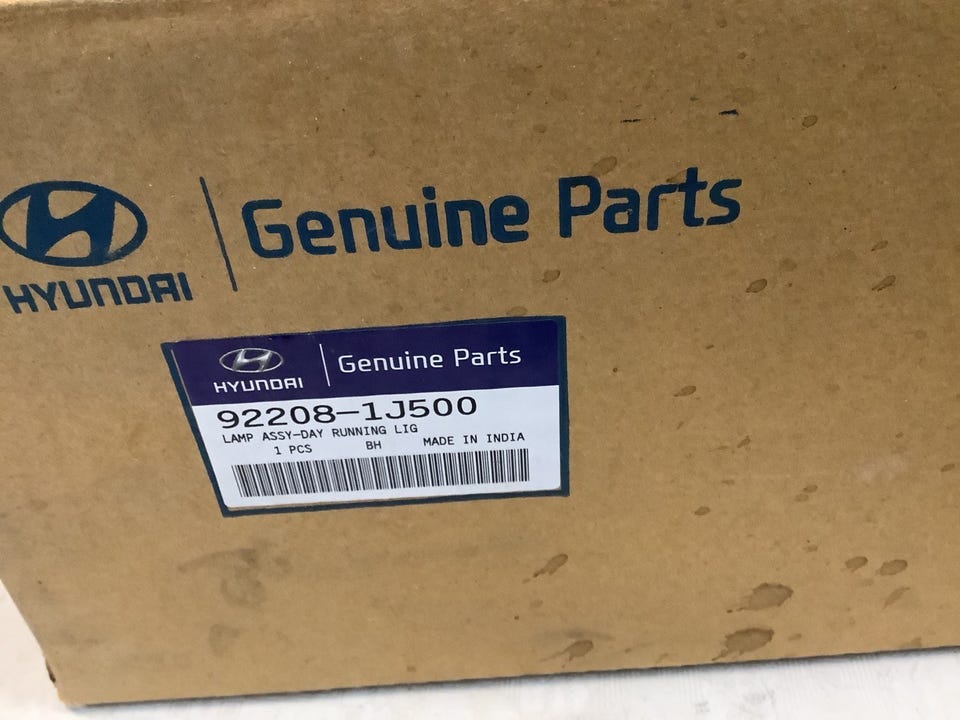 HYUNDAI
Genuine Parts
HYUNDAI
Genuine Parts
92208-1J500
LAMP ASSY-DAY RUNNING LIG
1 PCS BH MADE IN INDIA